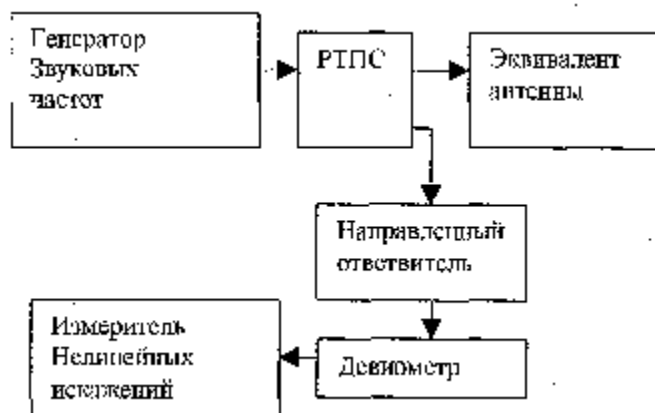 Генератор
Звуковых
частот
РТПС
Эквивалент
антенны
Направленный
ответвитель
Измеритель
Нелинейных
искажений
Девиометр